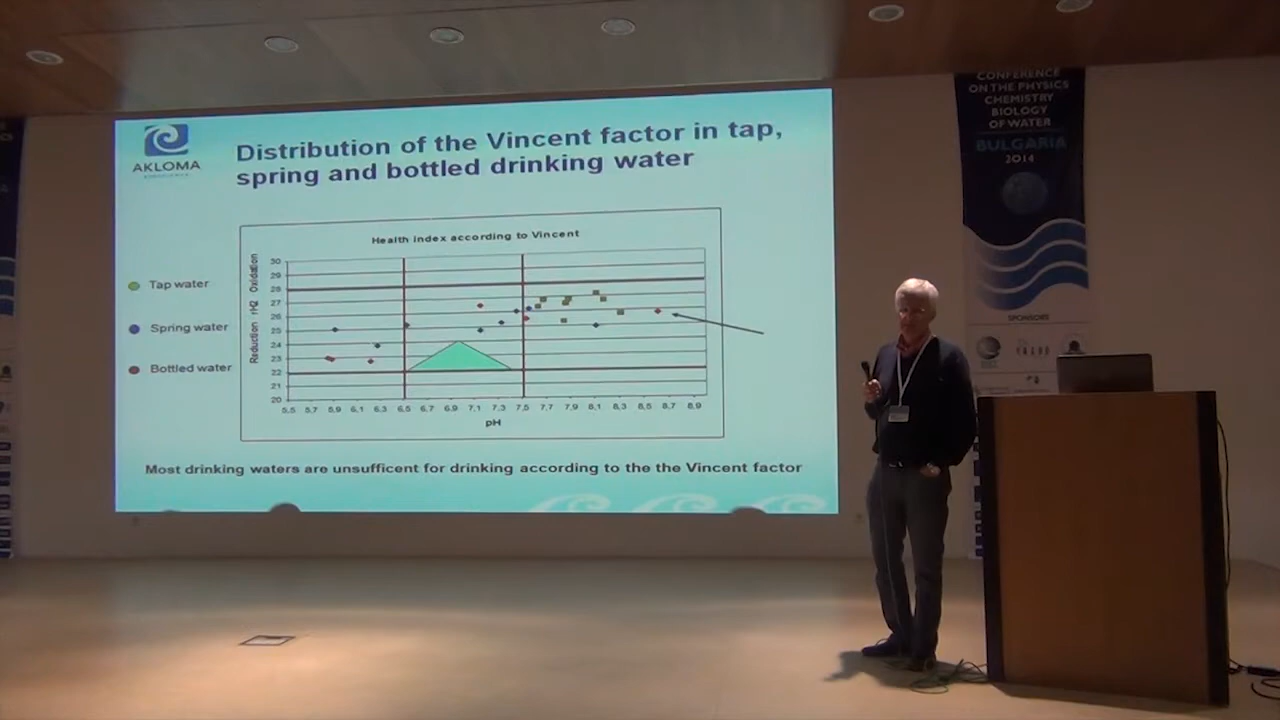 AKLOMA
Distribution of the Vincent factor in tap,
spring and bottled drinking water
Health index according to Vincent
Reduction rH2 Oxidation
30
29
28
27
26
25
24
23
22
21
20
5,5 5,7 5,9 6,1 6,3 6,5 6,7 6,9 7,1 7,3 7,5 7,7 7,9 8,1 8,3 8,5 8,7 8,9
pH
Tap water
Spring water
Bottled water
Most drinking waters are unsufficent for drinking according to the the Vincent factor
CONFERENCE
ON THE PHYSICS
CHEMISTRY
BIOLOGY
OF WATER
BULGARIA
2014
SPONSORS